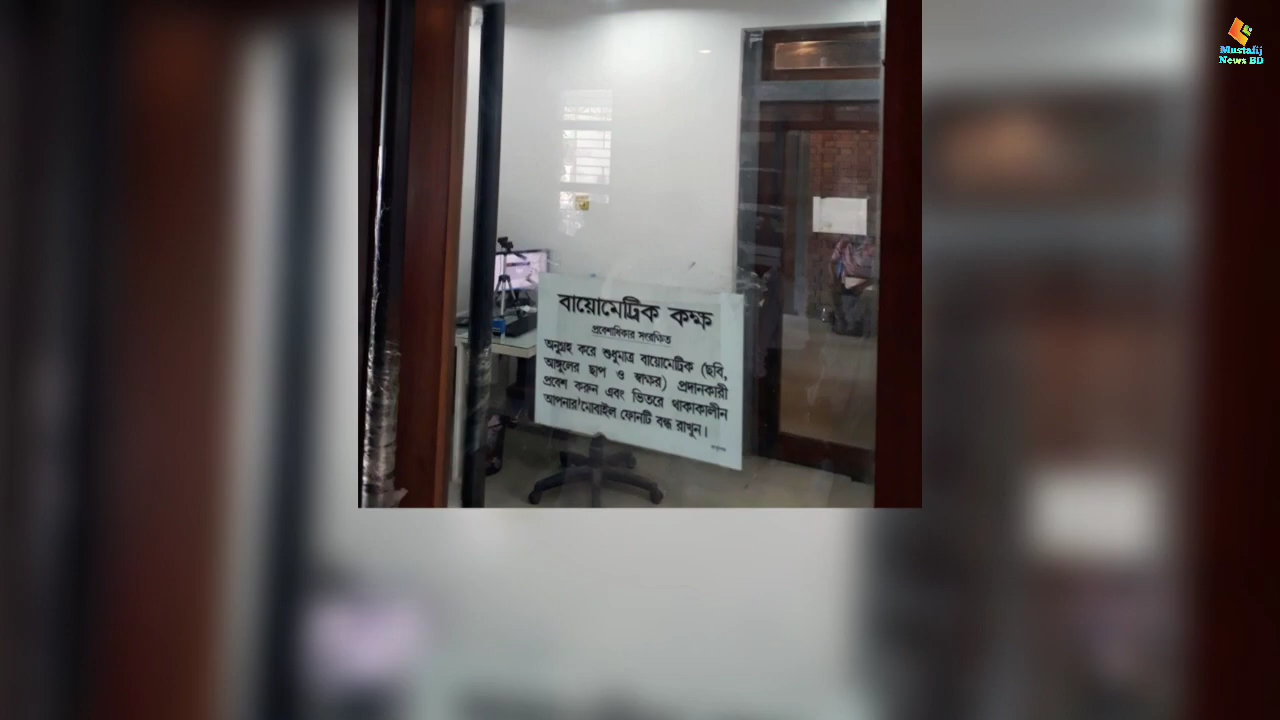 Mustafij
News BD
বায়োমেট্রিক কক্ষ
প্রবেশাধিকার সংরক্ষিত
অনুগ্রহ করে শুধুমাত্র বায়োমেট্রিক (ছবি,
আঙ্গুলের ছাপ ও স্বাক্ষর) প্রদানকারী
প্রবেশ করুন এবং ভিতরে থাকাকালীন
আপনার মোবাইল ফোনটি বন্ধ রাখুন।